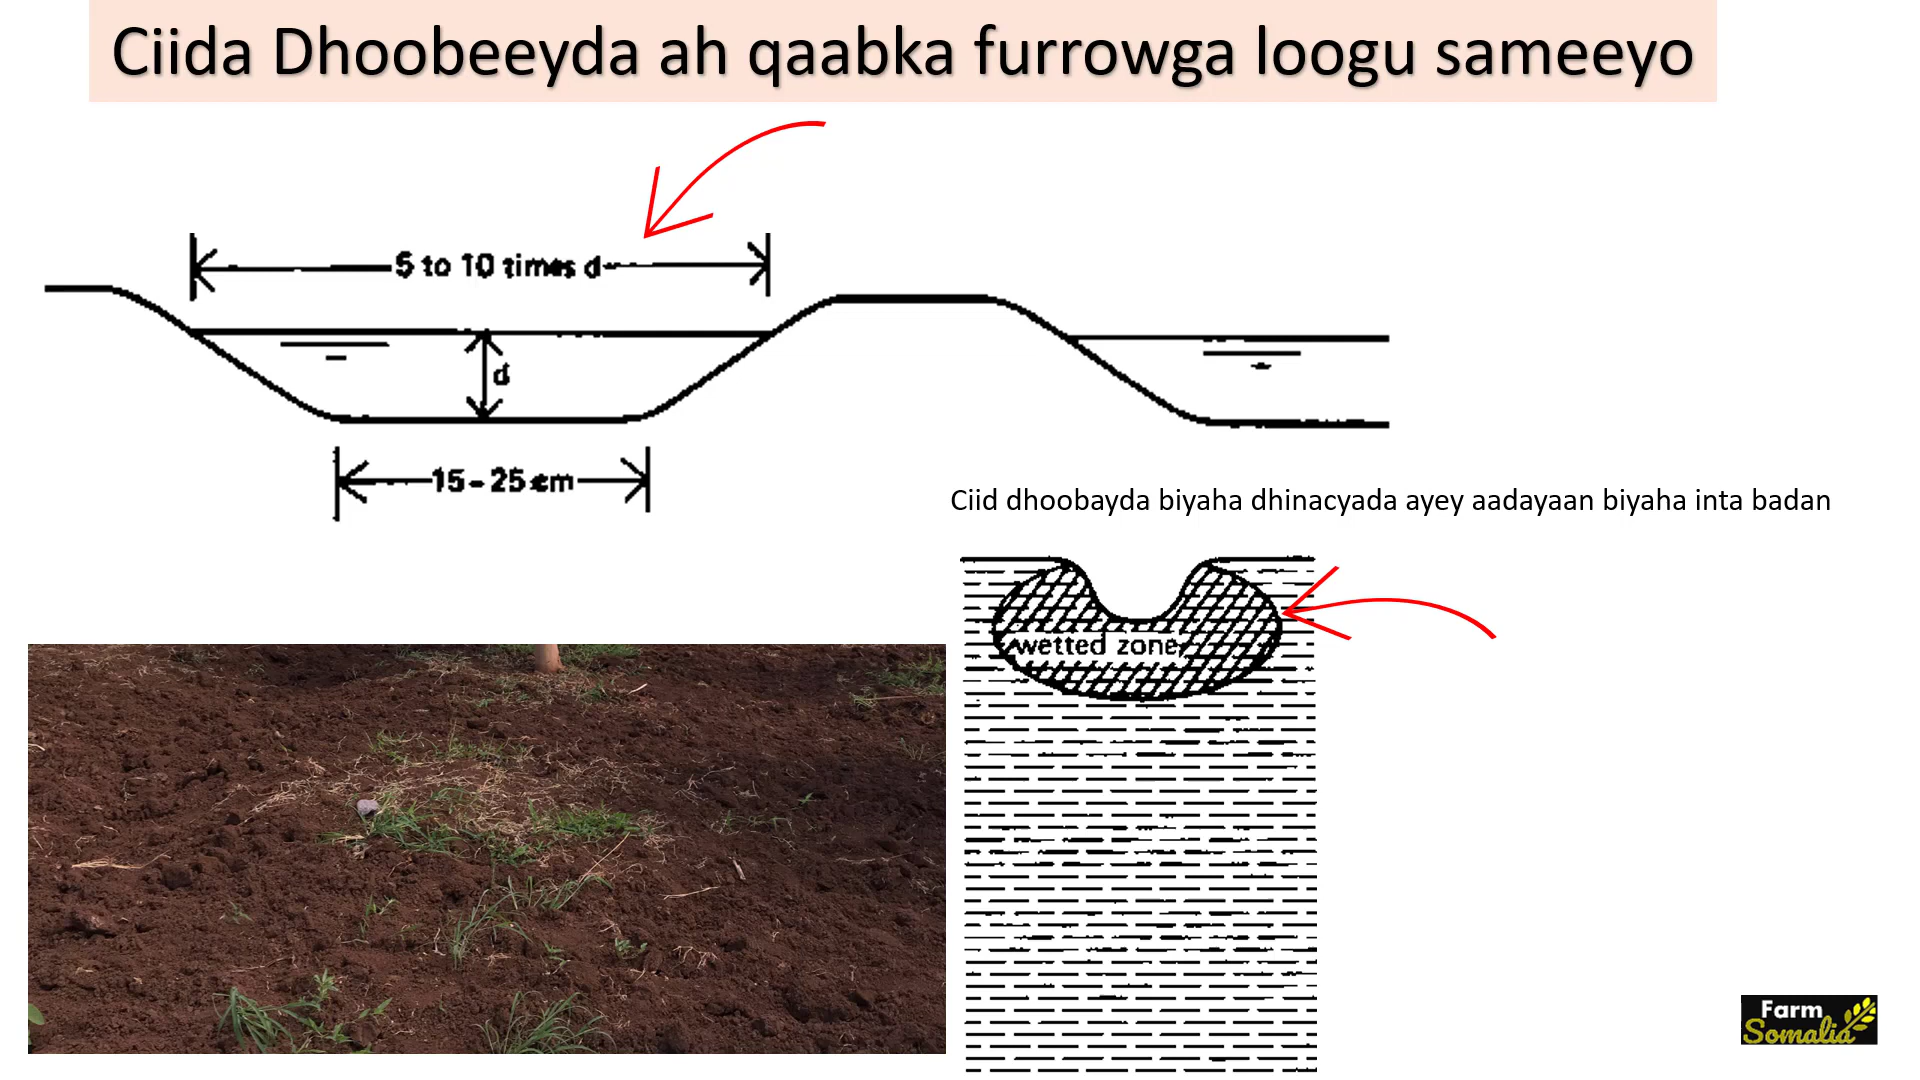 Ciida Dhoobeeyda ah qaabka furrowga loogu sameeyo
5 to 10 times d
d
15-25 cm
Ciid dhoobayda biyaha dhinacyada ayey aadayaan biyaha inta badan
wetted zone
Farm
Somalia